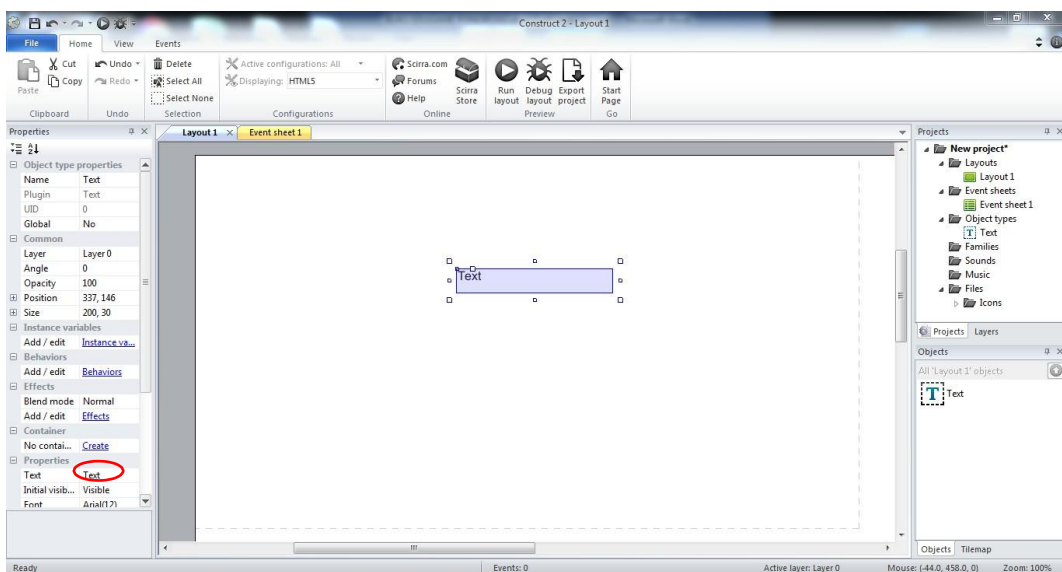 Construct 2 - Layout 1
File Home View Events
Paste
Cut
Copy
Clipboard
Undo
Redo
Undo
Delete
Select All
Select None
Selection
Active configurations: All
Displaying: HTML5
Configurations
Scirra.com
Forums
Help
Scirra Store
Online
Run layout
Debug layout
Export project
Preview
Start Page
Go
Properties
Object type properties
Name Text
Plugin Text
UID 0
Global No
Common
Layer Layer 0
Angle 0
Opacity 100
Position 337, 146
Size 200, 30
Instance variables
Add / edit Instance va...
Behaviors
Add / edit Behaviors
Effects
Blend mode Normal
Add / edit Effects
Container
No contai... Create
Properties
Text Text
Initial visib... Visible
Font Arial(12)
Layout 1 Event sheet 1
Text
Projects
New project*
Layouts
Layout 1
Event sheets
Event sheet 1
Object types
T Text
Families
Sounds
Music
Files
Icons
Projects Layers
Objects
All 'Layout 1' objects
T Text
Objects Tilemap
Ready Events: 0 Active layer: Layer 0 Mouse: (-44.0, 458.0, 0) Zoom: 100%